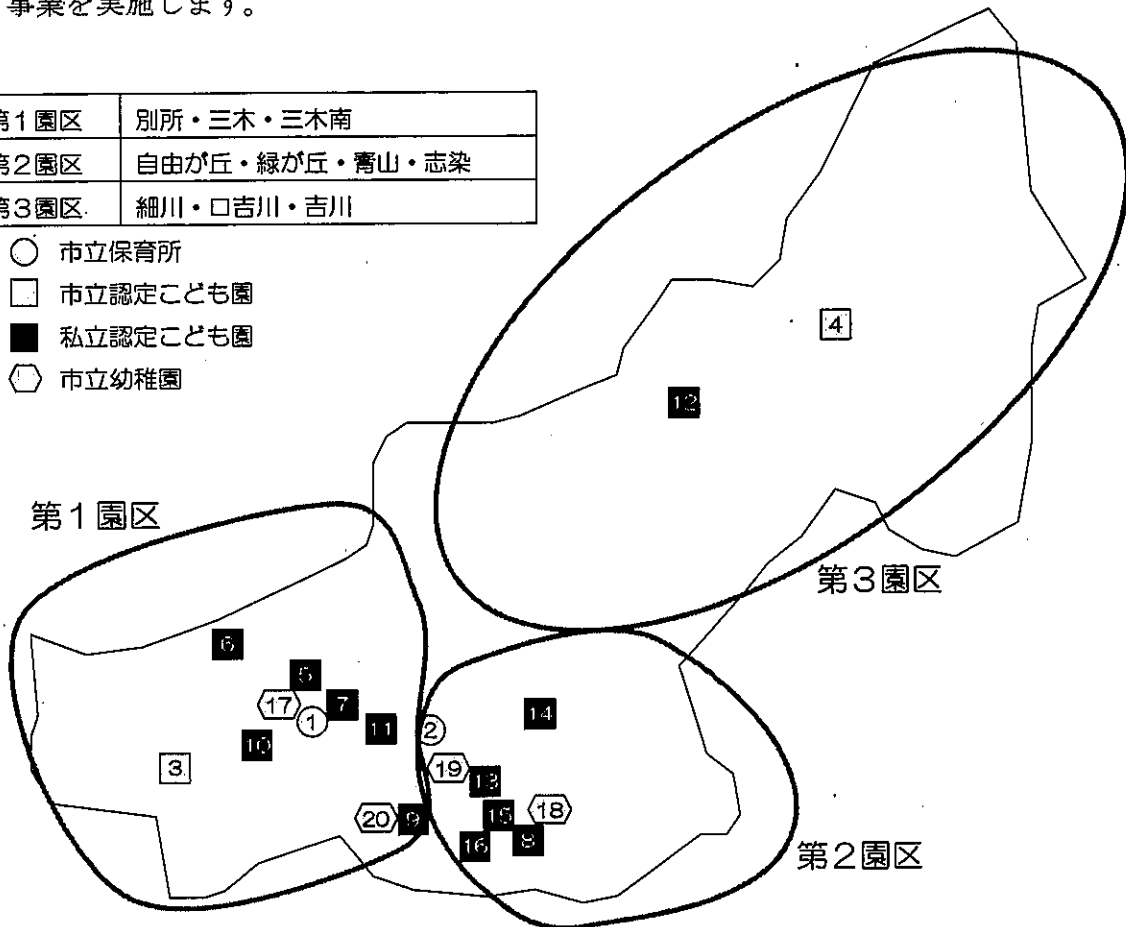 事業を実施します。
第1園区 別所・三木・三木南
第2園区 自由が丘・緑が丘・青山・志染
第3園区 細川・口吉川・吉川
市立保育所
市立認定こども園
私立認定こども園
市立幼稚園
4
12
第1園区
第3園区
6
5
17
7
1
11
2
14
10
3
19
13
20
9
15
18
16
8
第2園区